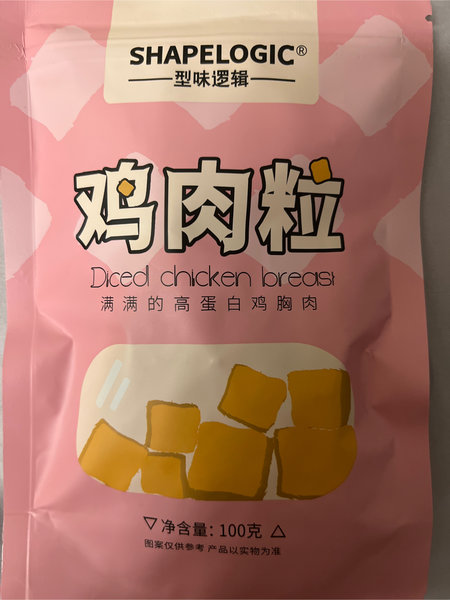 SHAPELOGIC®
型味逻辑
鸡肉粒
Diced chicken breast
满满的高蛋白鸡胸肉
▽净含量: 100克 △
图案仅供参考 产品以实物为准